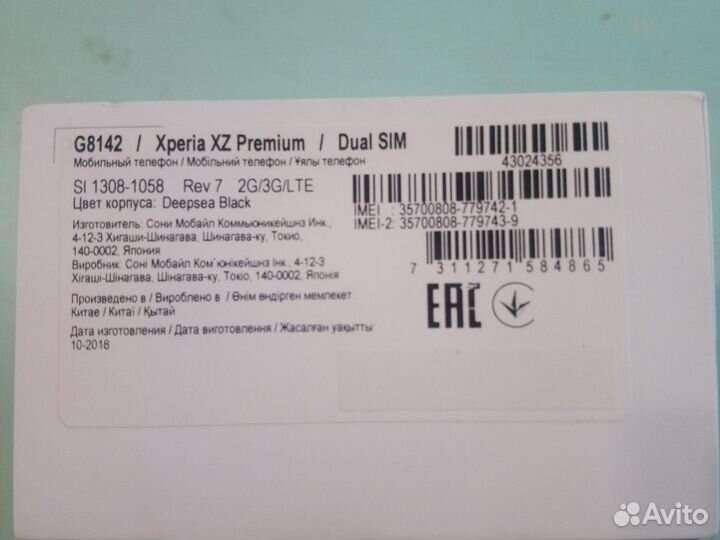 G8142 / Xperia XZ Premium / Dual SIM
Мобильный телефон / Мобільний телефон / Ұялы телефон
43024356
SI 1308-1058 Rev 7 2G/3G/LTE
Цвет корпуса: Deepsea Black
IMEI : 35700808-779742-1
IMEI-2: 35700808-779743-9
Изготовитель: Сони Мобайл Коммьюникейшнз Инк.,
4-12-3 Хигаши-Шинагава, Шинагава-ку, Токио,
140-0002, Япония
Виробник: Соні Мобайл Ком`юнікейшнз Інк., 4-12-3
Хігаші-Шінагава, Шінагава-ку, Токіо, 140-0002, Японія
7 311271 584865
Произведено в / Вироблено в / Өнім өндірген мемлекет :
Китае / Китаї / Қытай
EAC
Дата изготовления / Дата виготовлення / Жасалған уақытты:
10-2018
Avito